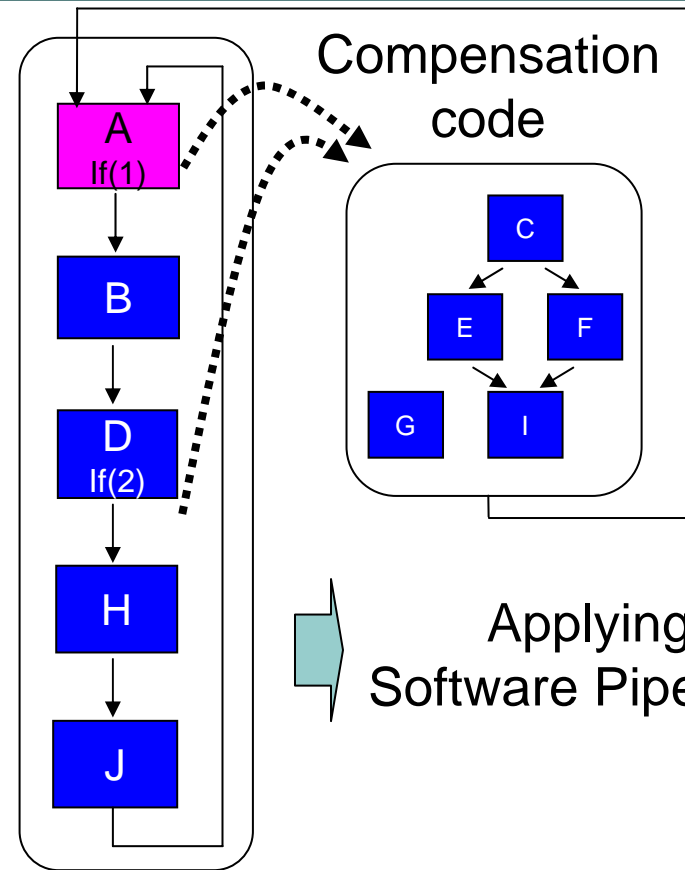 Compensation
code
A
If(1)
B
D
If(2)
H
J
C
E
F
G
I
Applying
Software Pipe